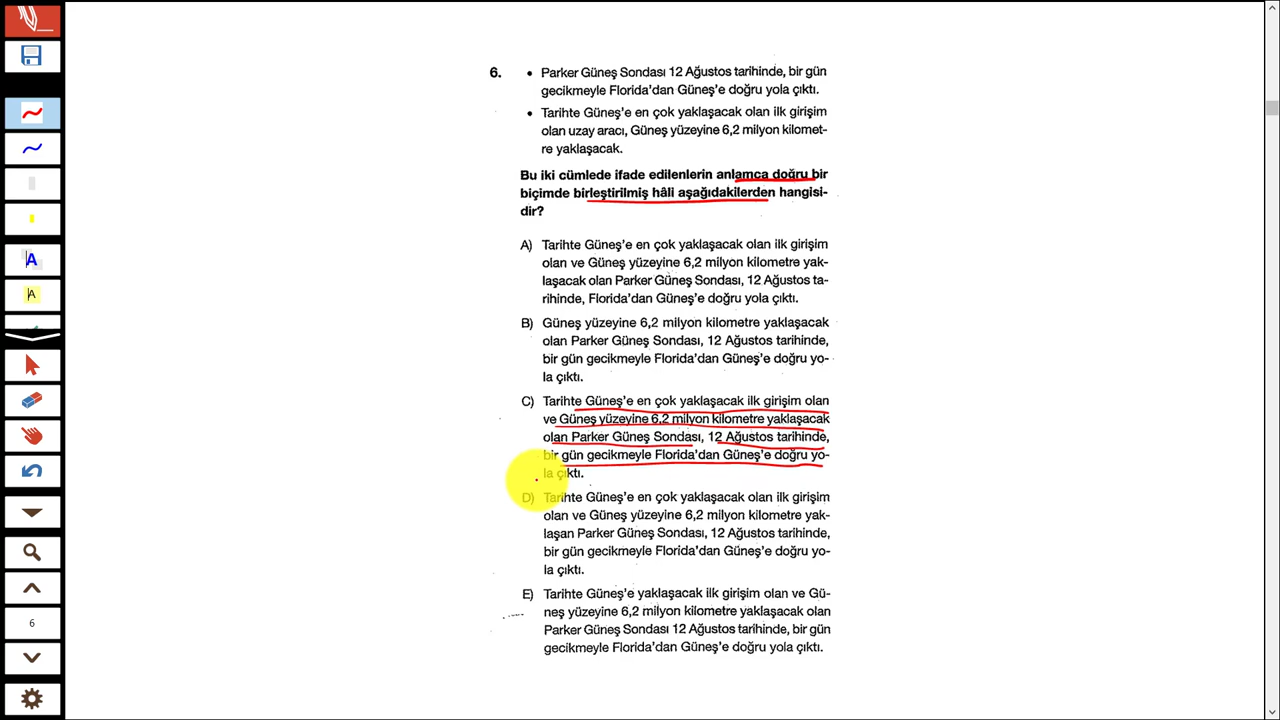 6. • Parker Güneş Sondası 12 Ağustos tarihinde, bir gün
gecikmeyle Florida'dan Güneş'e doğru yola çıktı.
• Tarihte Güneş'e en çok yaklaşacak olan ilk girişim
olan uzay aracı, Güneş yüzeyine 6,2 milyon kilomet-
re yaklaşacak.
Bu iki cümlede ifade edilenlerin anlamca doğru bir
biçimde birleştirilmiş hâli aşağıdakilerden hangisi-
dir?
A) Tarihte Güneş'e en çok yaklaşacak olan ilk girişim
olan ve Güneş yüzeyine 6,2 milyon kilometre yak-
laşacak olan Parker Güneş Sondası, 12 Ağustos ta-
rihinde, Florida'dan Güneş'e doğru yola çıktı.
B) Güneş yüzeyine 6,2 milyon kilometre yaklaşacak
olan Parker Güneş Sondası, 12 Ağustos tarihinde,
bir gün gecikmeyle Florida'dan Güneş'e doğru yo-
la çıktı.
C) Tarihte Güneş'e en çok yaklaşacak ilk girişim olan
ve Güneş yüzeyine 6,2 milyon kilometre yaklaşacak
olan Parker Güneş Sondası, 12 Ağustos tarihinde,
bir gün gecikmeyle Florida'dan Güneş'e doğru yo-
la çıktı.
D) Tarihte Güneş'e en çok yaklaşacak olan ilk girişim
olan ve Güneş yüzeyine 6,2 milyon kilometre yak-
laşan Parker Güneş Sondası, 12 Ağustos tarihinde,
bir gün gecikmeyle Florida'dan Güneş'e doğru yo-
la çıktı.
E) Tarihte Güneş'e yaklaşacak ilk girişim olan ve Gü-
neş yüzeyine 6,2 milyon kilometre yaklaşacak olan
Parker Güneş Sondası 12 Ağustos tarihinde, bir gün
gecikmeyle Florida'dan Güneş'e doğru yola çıktı.
A
A
6